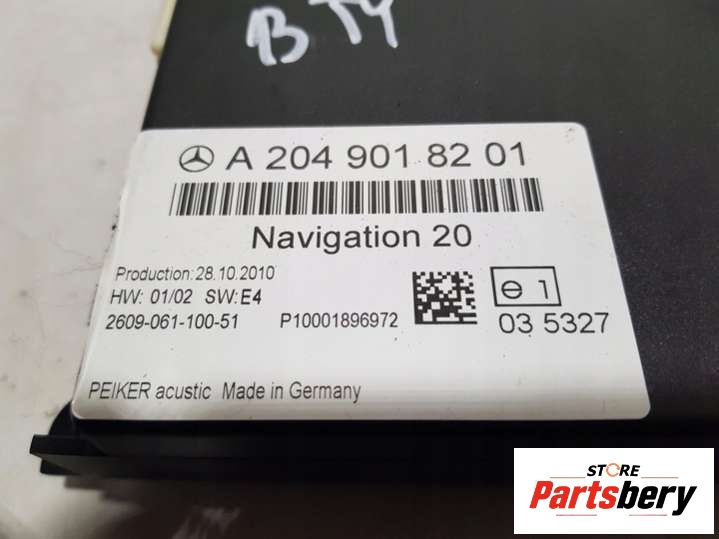 A 204 901 82 01
Navigation 20
Production: 28.10.2010
HW: 01/02 SW: E4
2609-061-100-51 P10001896972
e 1
03 5327
PEIKER acustic Made in Germany
STORE
Partsbery